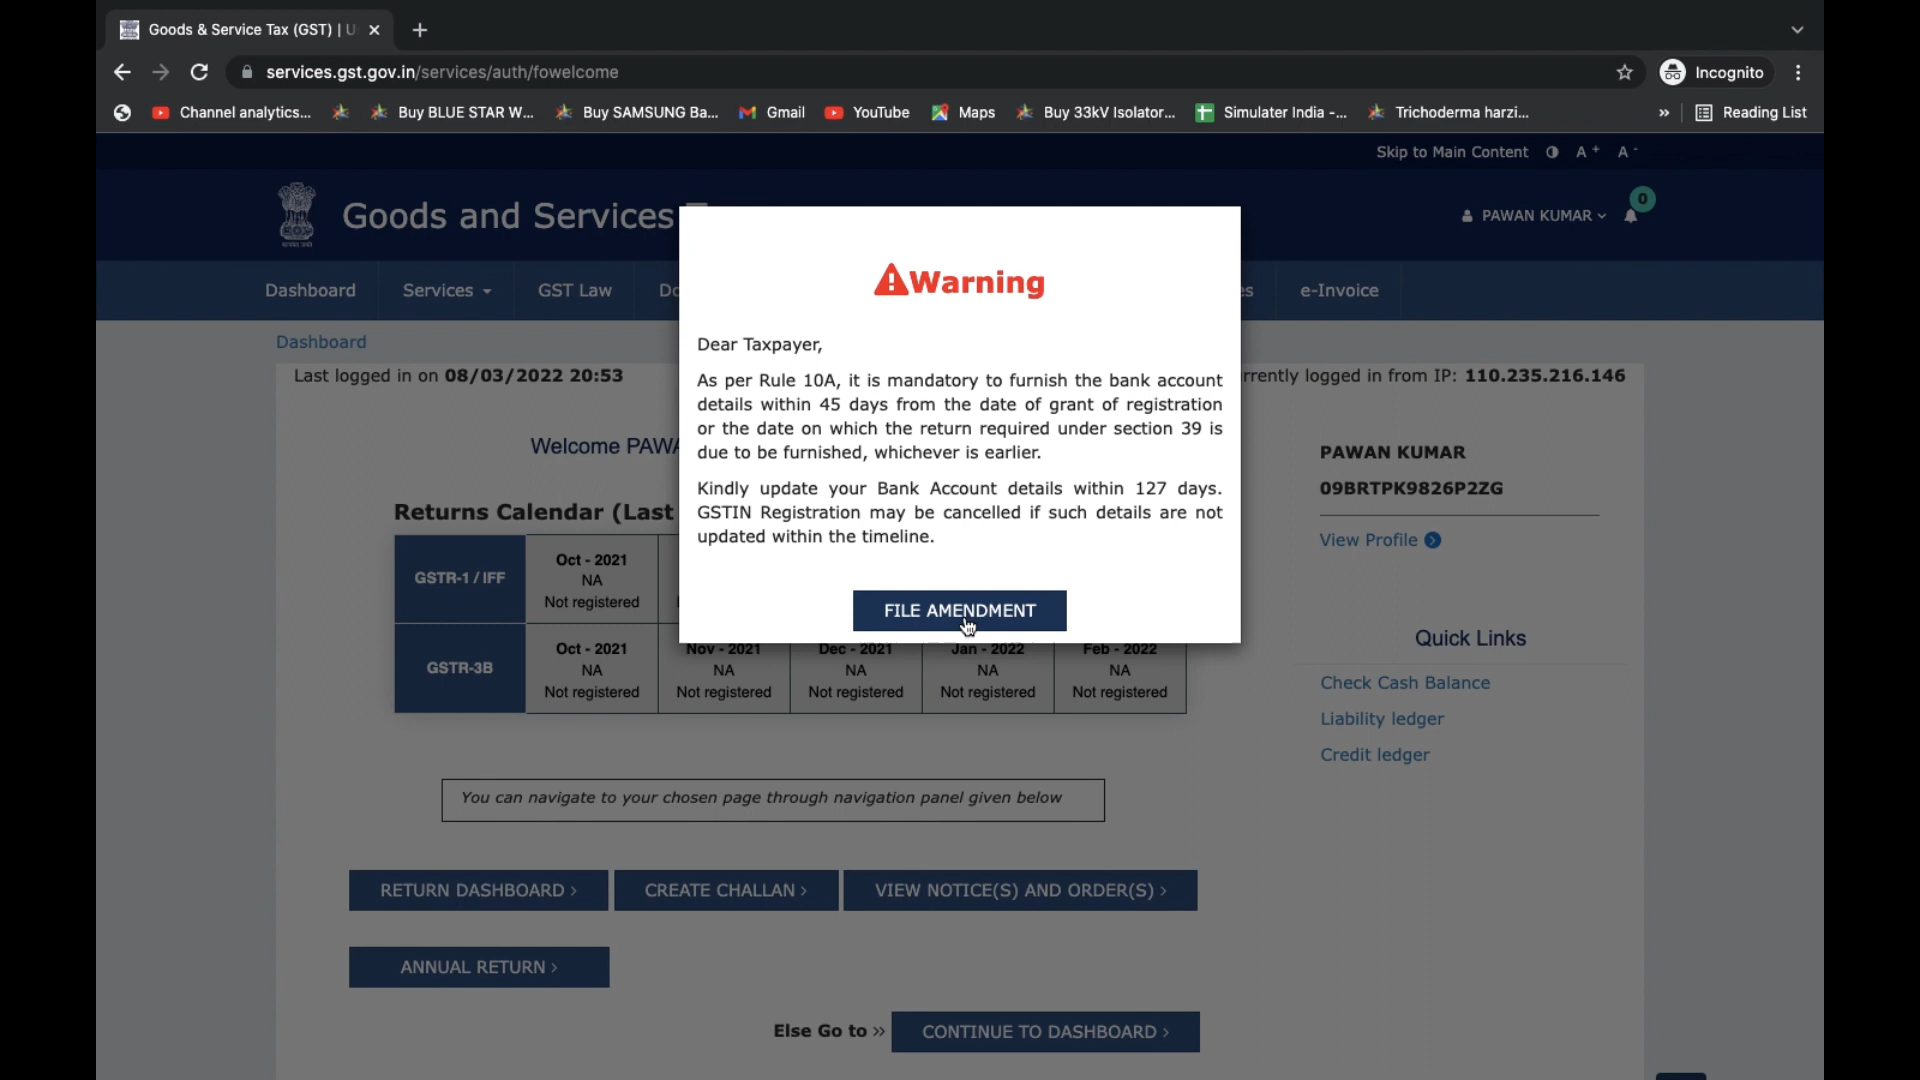 Goods & Service Tax (GST) | U
services.gst.gov.in/services/auth/fowelcome
Incognito
Channel analytics...
Buy BLUE STAR W...
Buy SAMSUNG Ba...
Gmail
YouTube
Maps
Buy 33kV Isolator...
Simulater India -...
Trichoderma harzi...
»
Reading List
Skip to Main Content
A+
A-
Goods and Services
PAWAN KUMAR
0
Dashboard
Services
GST Law
e-Invoice
Dashboard
Last logged in on 08/03/2022 20:53
logged in from IP: 110.235.216.146
Warning
Dear Taxpayer,
As per Rule 10A, it is mandatory to furnish the bank account
details within 45 days from the date of grant of registration
or the date on which the return required under section 39 is
due to be furnished, whichever is earlier.
Kindly update your Bank Account details within 127 days.
GSTIN Registration may be cancelled if such details are not
updated within the timeline.
FILE AMENDMENT
Welcome
Returns Calendar (Last
GSTR-1 / IFF
Oct - 2021
NA
Not registered
GSTR-3B
Oct - 2021
NA
Not registered
Nov - 2021
NA
Not registered
Dec - 2021
NA
Not registered
Jan - 2022
NA
Not registered
Feb - 2022
NA
Not registered
PAWAN KUMAR
09BRTPK9826P2ZG
View Profile
Quick Links
Check Cash Balance
Liability ledger
Credit ledger
You can navigate to your chosen page through navigation panel given below
RETURN DASHBOARD >
CREATE CHALLAN >
VIEW NOTICE(S) AND ORDER(S) >
ANNUAL RETURN >
Else Go to »
CONTINUE TO DASHBOARD >